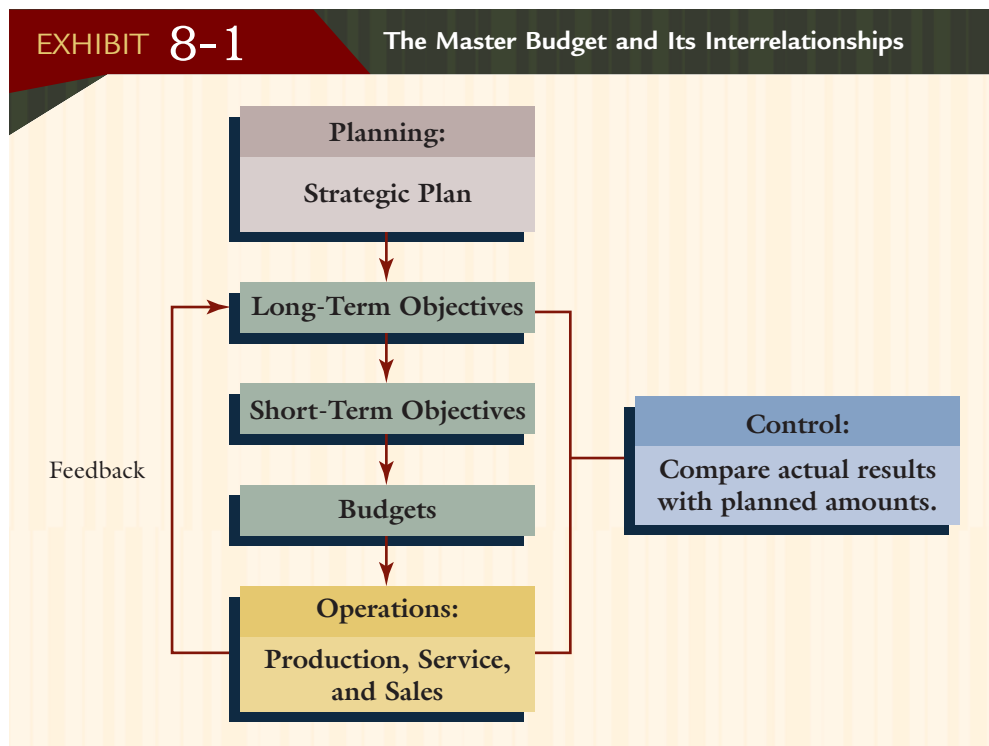 EXHIBIT 8-1
The Master Budget and Its Interrelationships
Planning:
Strategic Plan
Long-Term Objectives
Short-Term Objectives
Budgets
Operations:
Production, Service,
and Sales
Feedback
Control:
Compare actual results
with planned amounts.